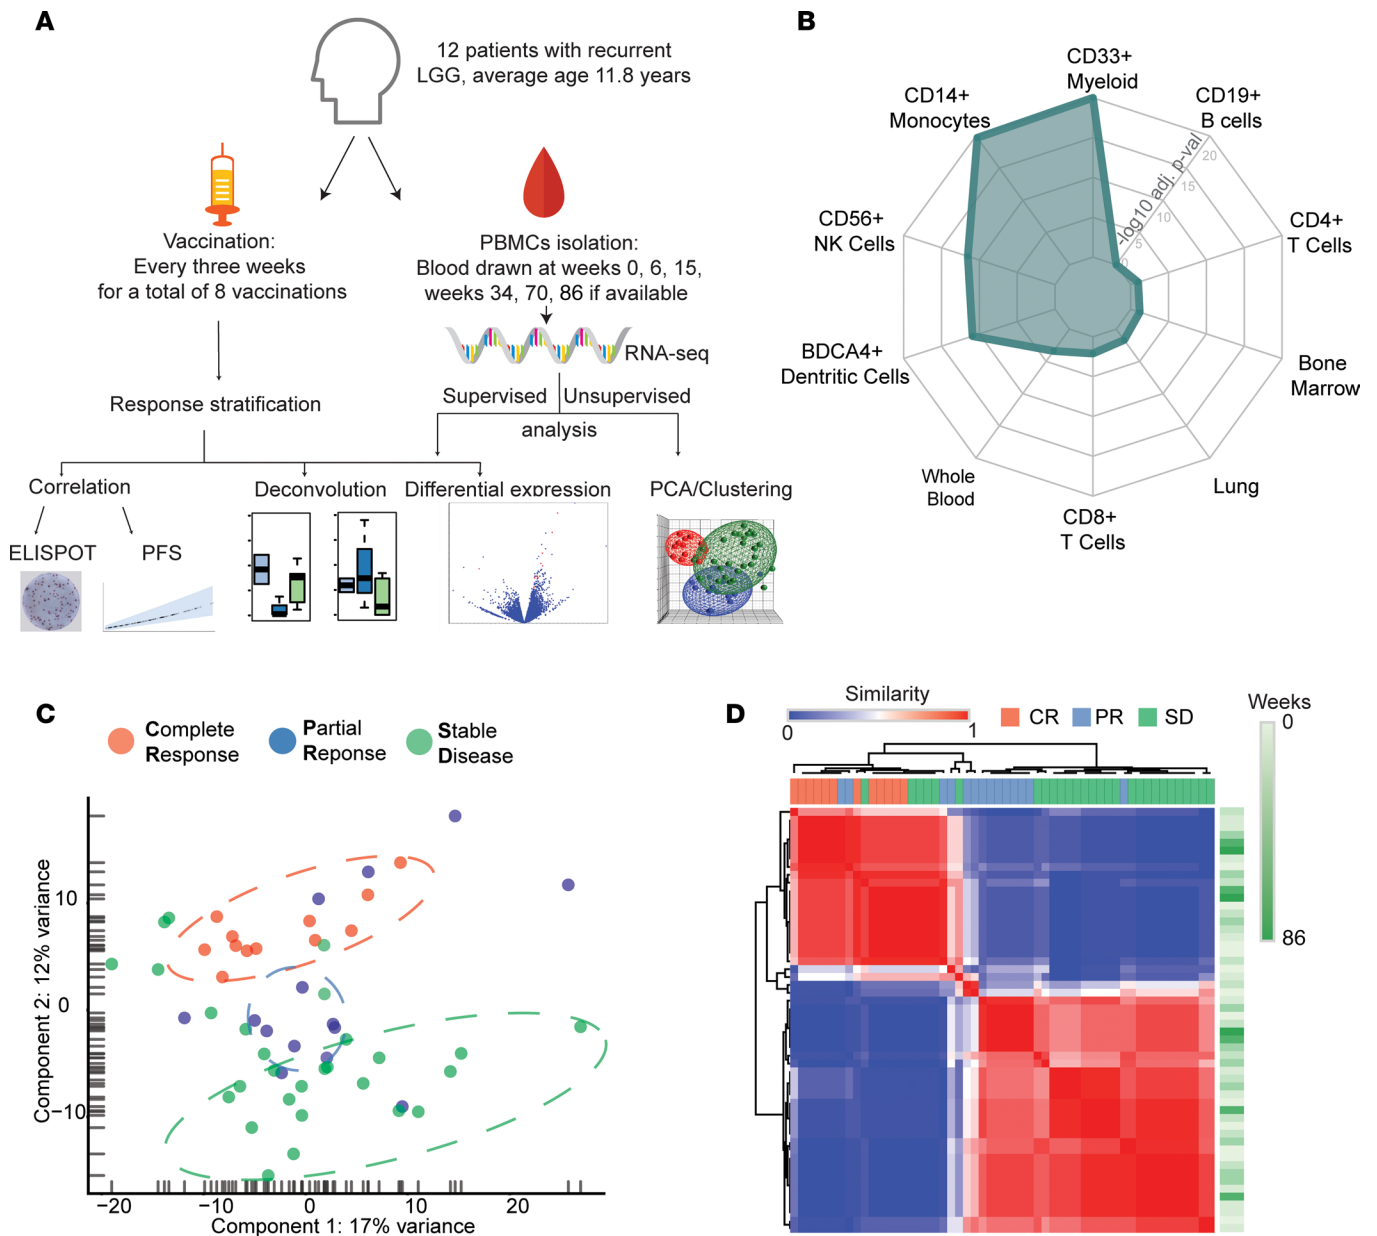 A
12 patients with recurrent
LGG, average age 11.8 years
Vaccination:
Every three weeks
for a total of 8 vaccinations
PBMCs isolation:
Blood drawn at weeks 0, 6, 15,
weeks 34, 70, 86 if available
RNA-seq
Supervised
Unsupervised
analysis
Response stratification
Correlation
Deconvolution
Differential expression
PCA/Clustering
ELISPOT
PFS
B
CD33+
Myeloid
CD19+
B cells
CD4+
T Cells
Bone
Marrow
Lung
CD8+
T Cells
Whole
Blood
BDCA4+
Dentritic Cells
CD56+
NK Cells
CD14+
Monocytes
-log10 adj. p-val
20
15
10
5
0
C
Complete
Response
Partial
Reponse
Stable
Disease
Component 2: 12% variance
10
0
−10
−20
−10
0
10
20
Component 1: 17% variance
D
Similarity
0
1
CR
PR
SD
Weeks
0
86